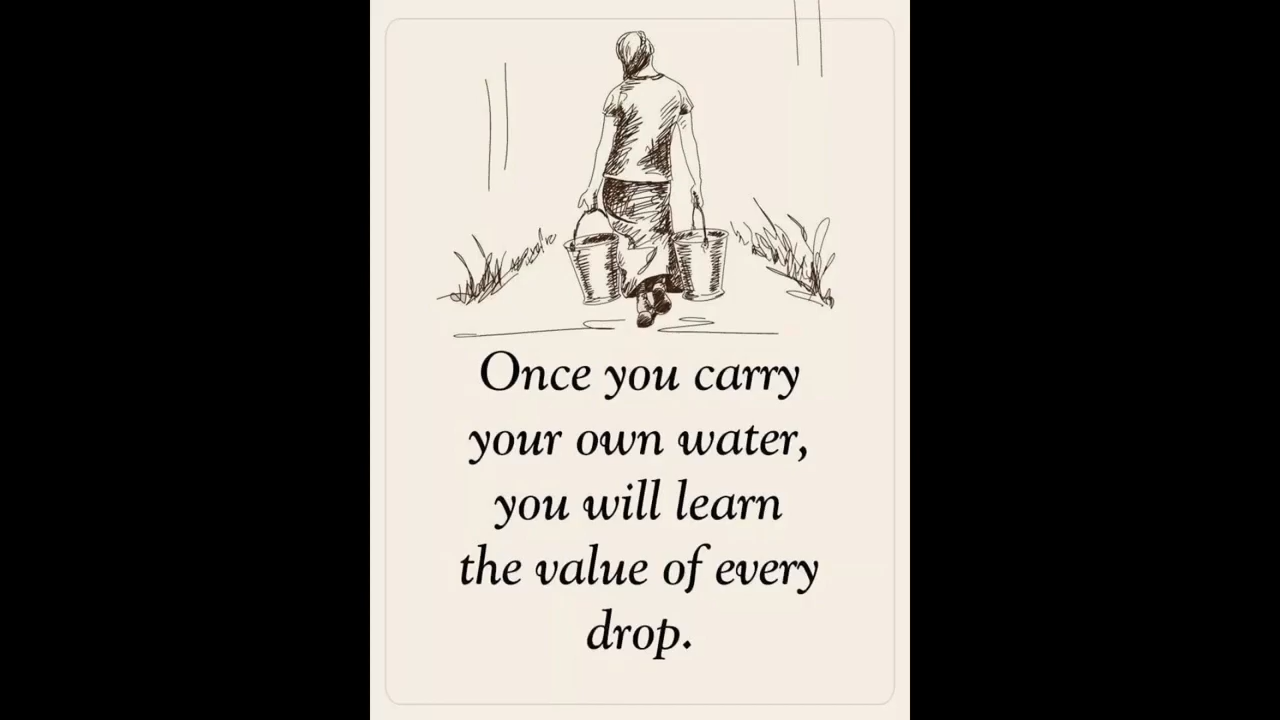 Once you carry
your own water,
you will learn
the value of every
drop.